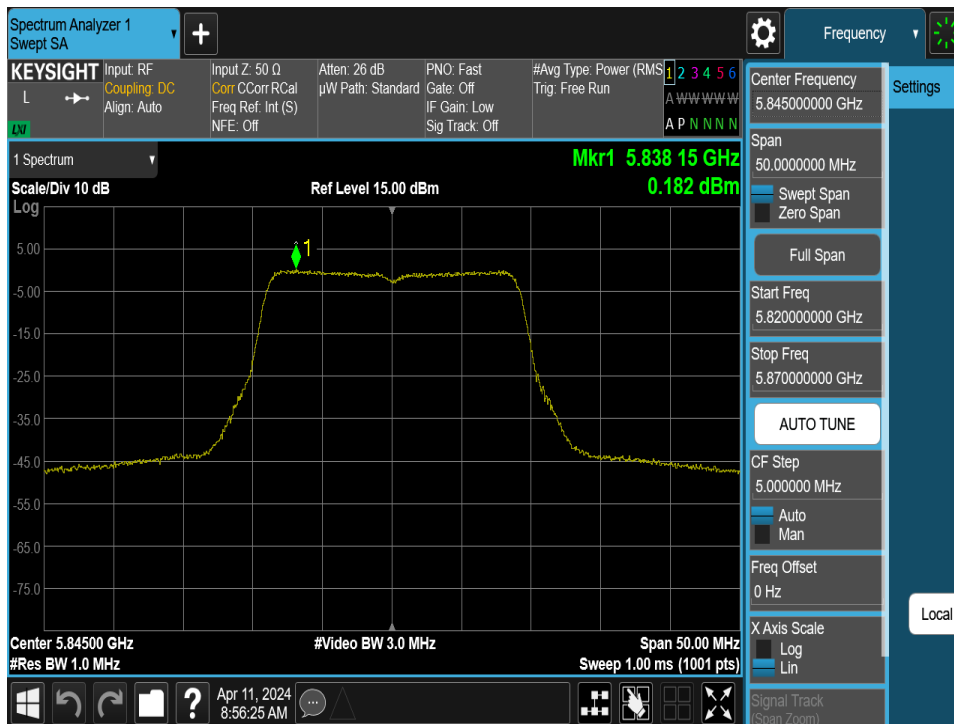 Spectrum Analyzer 1
Swept SA
+
Frequency
KEYSIGHT
L
LXI
Input: RF
Coupling: DC
Align: Auto
Input Z: 50 Ω
Corr CCorr RCal
Freq Ref: Int (S)
NFE: Off
Atten: 26 dB
µW Path: Standard
PNO: Fast
Gate: Off
IF Gain: Low
Sig Track: Off
#Avg Type: Power (RMS
Trig: Free Run
1 2 3 4 5 6
A W W W W W
A P N N N N
1 Spectrum
Scale/Div 10 dB
Ref Level 15.00 dBm
Mkr1 5.838 15 GHz
0.182 dBm
Log
1
5.00
-5.00
-15.0
-25.0
-35.0
-45.0
-55.0
-65.0
-75.0
Center 5.84500 GHz
#Res BW 1.0 MHz
#Video BW 3.0 MHz
Span 50.00 MHz
Sweep 1.00 ms (1001 pts)
Center Frequency
5.845000000 GHz
Span
50.0000000 MHz
Swept Span
Zero Span
Full Span
Start Freq
5.820000000 GHz
Stop Freq
5.870000000 GHz
AUTO TUNE
CF Step
5.000000 MHz
Auto
Man
Freq Offset
0 Hz
X Axis Scale
Log
Lin
Signal Track
(Span Zoom)
Settings
Local
?
Apr 11, 2024
8:56:25 AM